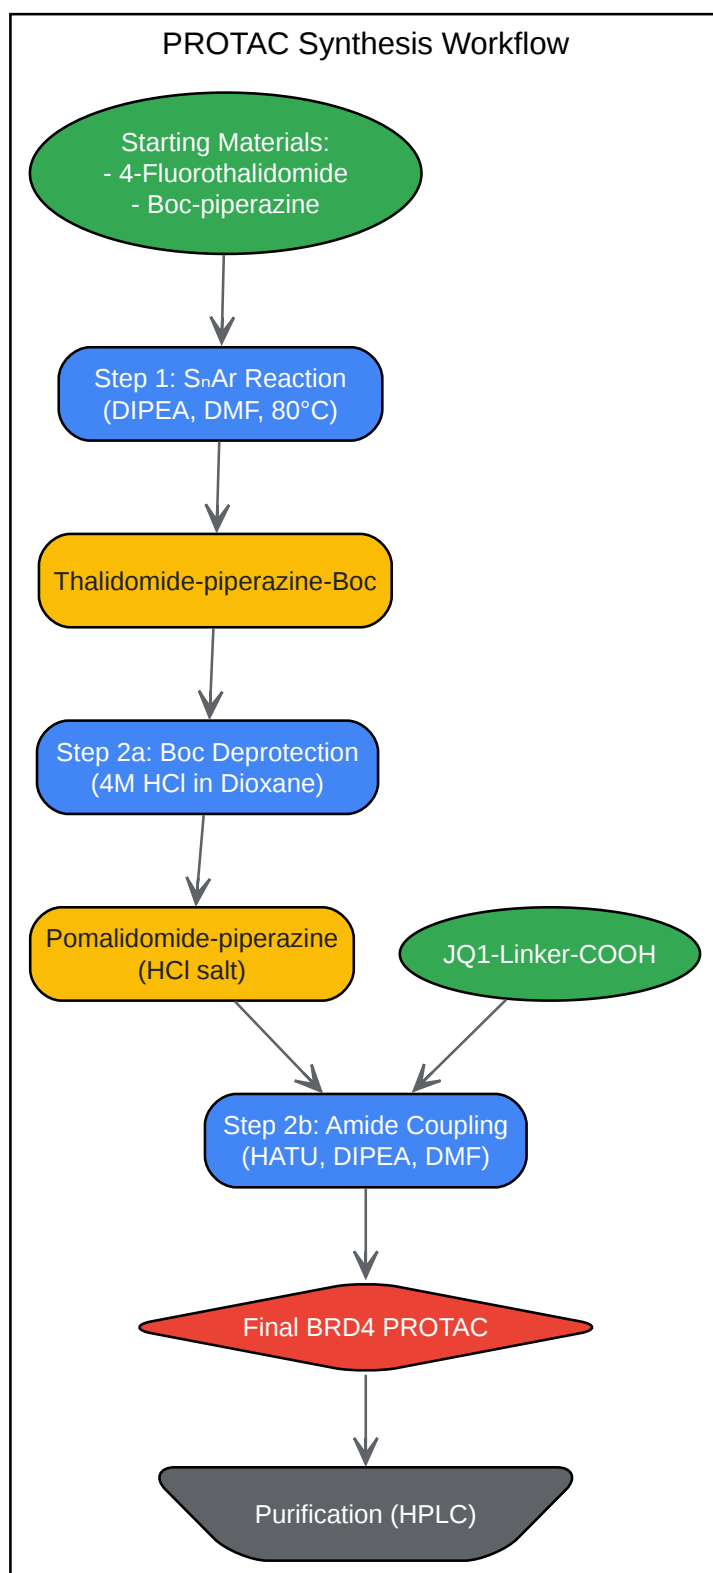 PROTAC Synthesis Workflow
Starting Materials:
- 4-Fluorothalidomide
- Boc-piperazine
Step 1: SₙAr Reaction
(DIPEA, DMF, 80°C)
Thalidomide-piperazine-Boc
Step 2a: Boc Deprotection
(4M HCl in Dioxane)
Pomalidomide-piperazine
(HCl salt)
JQ1-Linker-COOH
Step 2b: Amide Coupling
(HATU, DIPEA, DMF)
Final BRD4 PROTAC
Purification (HPLC)